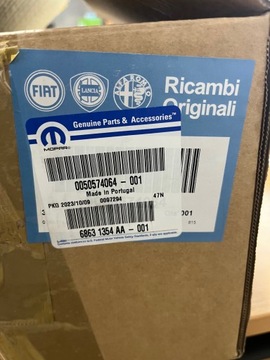 FIAT
LANCIA
ALFA ROMEO
Ricambi
Originali
Genuine Parts & Accessories™
MOPAR
0050574064 - 001
Made in Portugal
PKG 2023/10/09 0097294 47N
001
6863 1354 AA -001